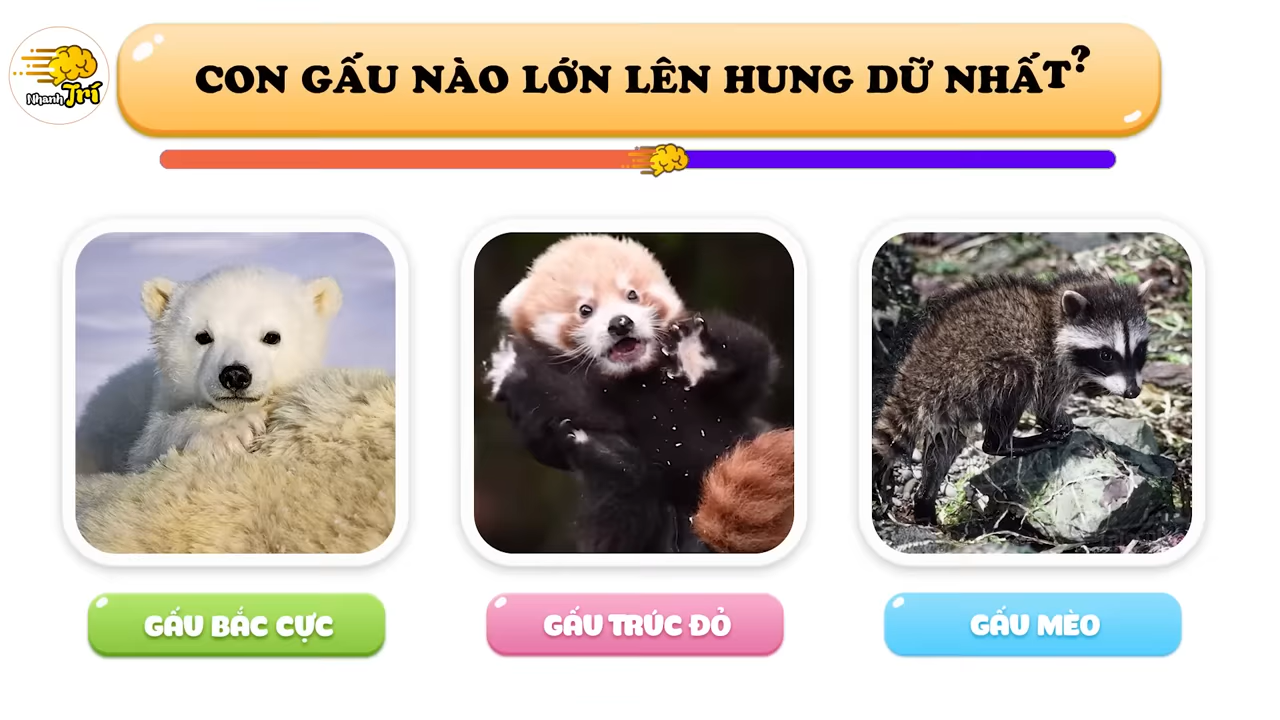 Nhanh Trí
CON GẤU NÀO LỚN LÊN HUNG DỮ NHẤT?
GẤU BẮC CỰC
GẤU TRÚC ĐỎ
GẤU MÈO